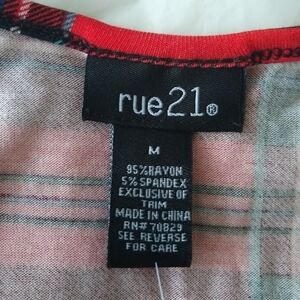 rue21®
M
95% RAYON
5% SPANDEX
EXCLUSIVE OF
TRIM
MADE IN CHINA
RN# 70829
SEE REVERSE
FOR CARE